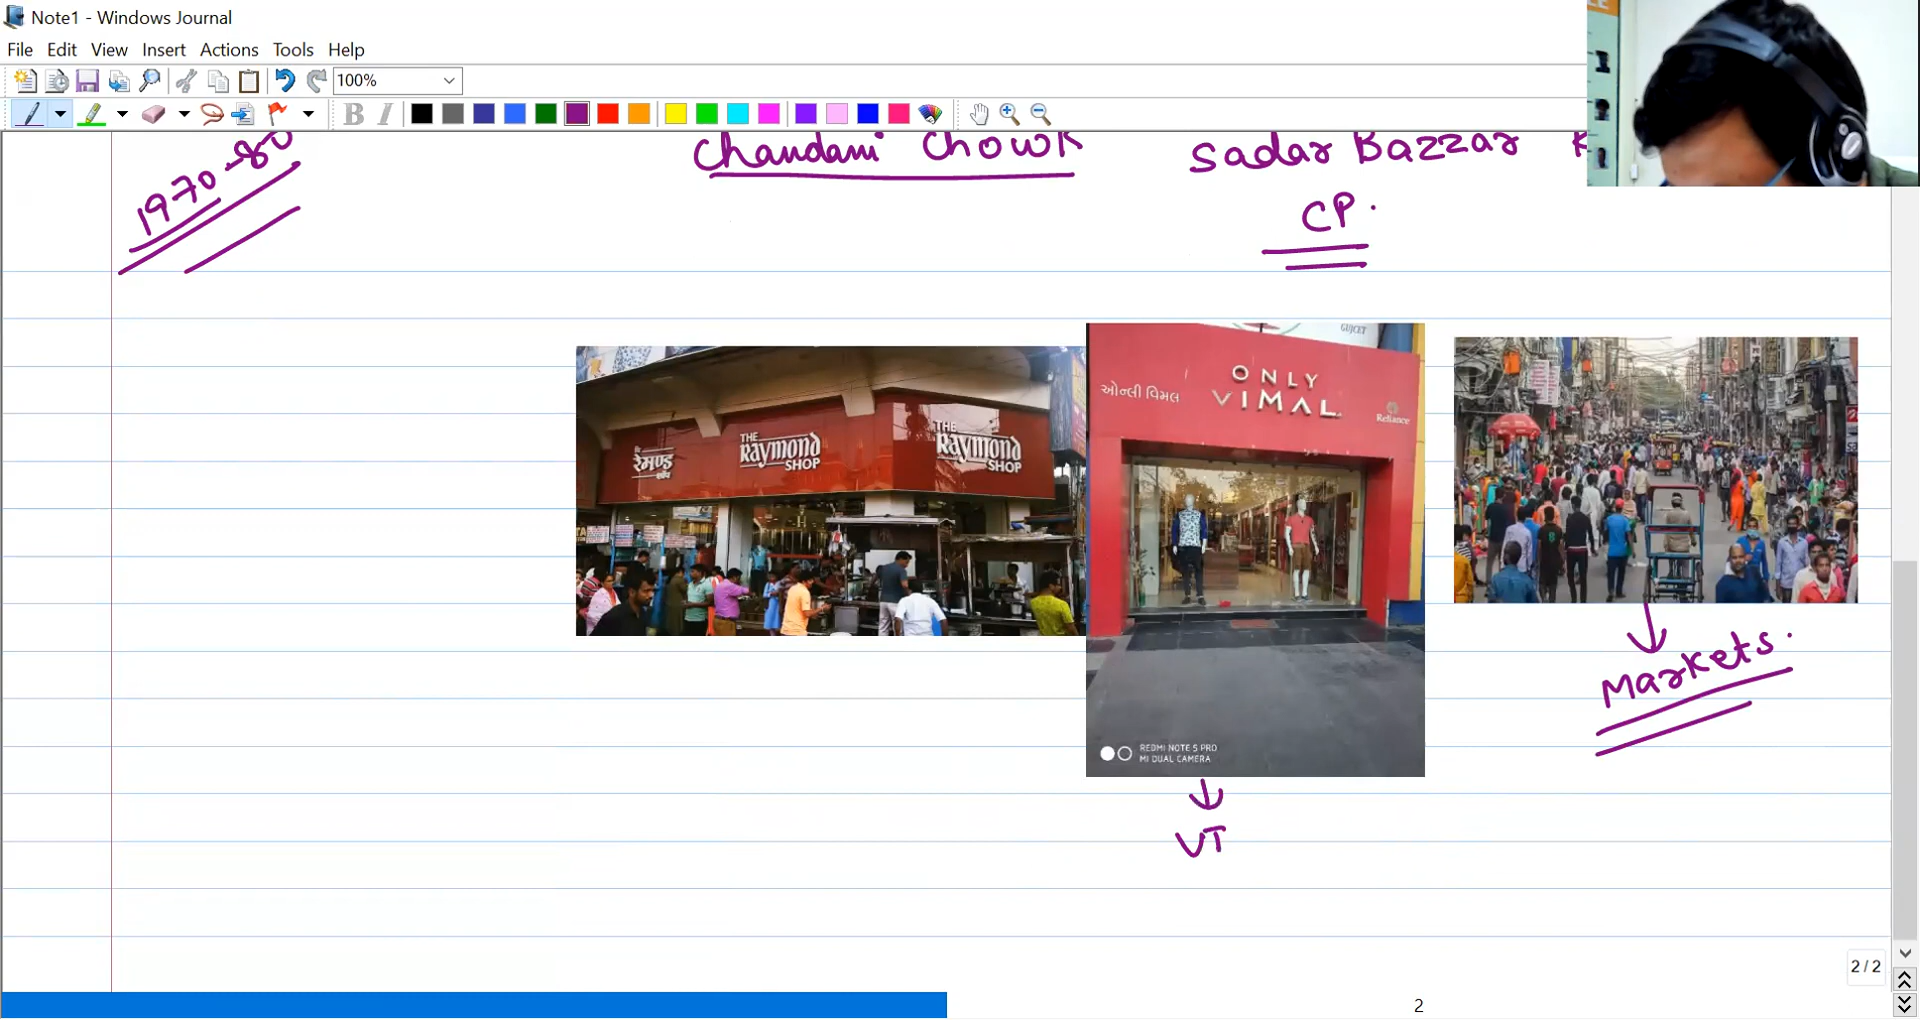 Note1 - Windows Journal
File Edit View Insert Actions Tools Help
100%
B I
1970-80
Chandani Chowk Sadar Bazzar
CP.
GUJCET
ONLY
VIMAL
ઓન્લી વિમલ
Reliance
रेमण्ड
THE
Raymond
SHOP
THE
Raymond
SHOP
Markets.
REDMI NOTE 5 PRO
MI DUAL CAMERA
VT
2 / 2
2